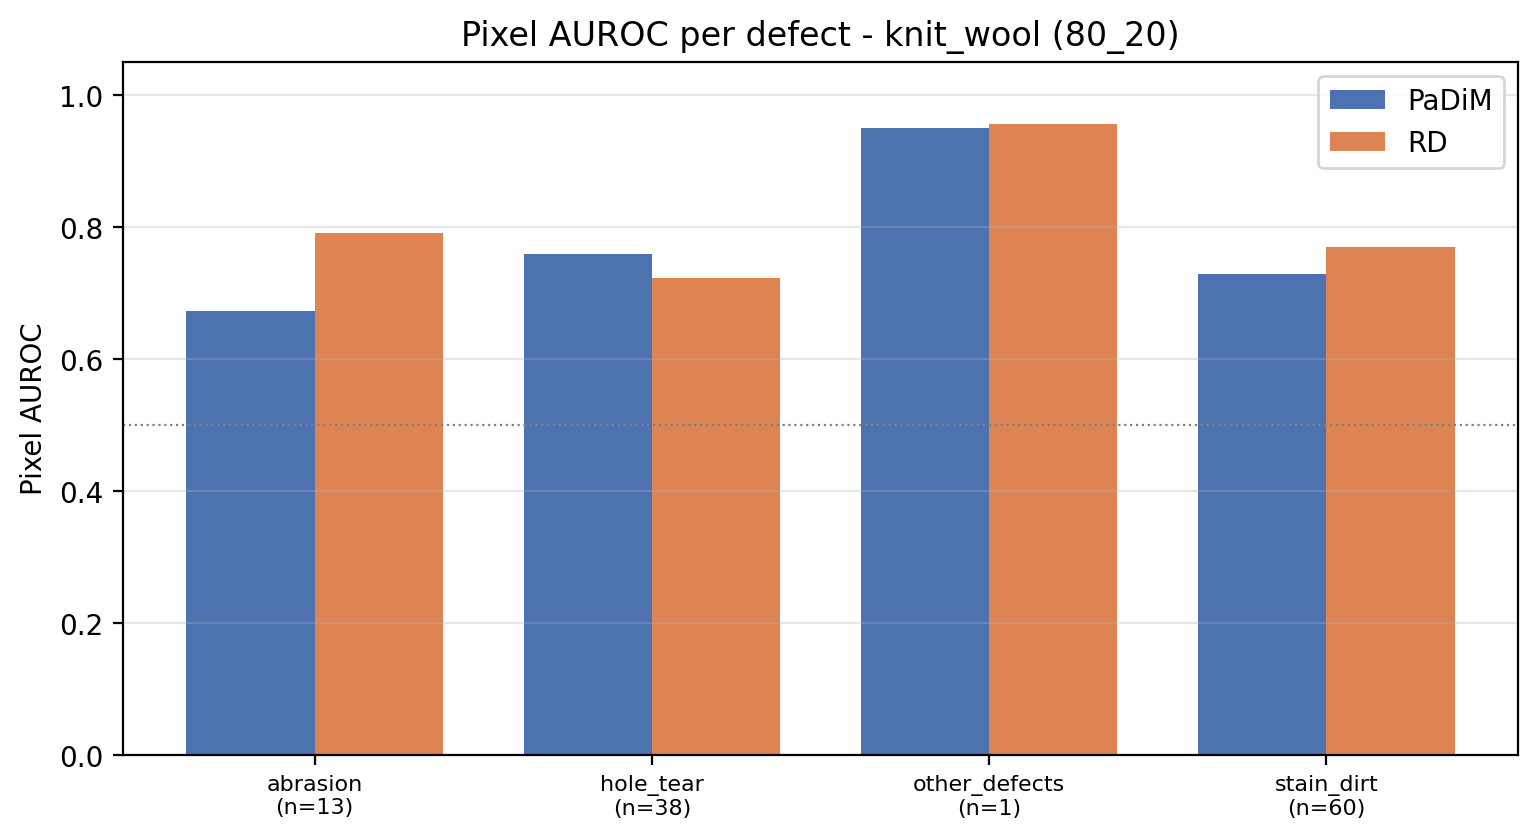 Pixel AUROC per defect - knit_wool (80_20)
PaDiM
RD
Pixel AUROC
1.0
0.8
0.6
0.4
0.2
0.0
abrasion
(n=13)
hole_tear
(n=38)
other_defects
(n=1)
stain_dirt
(n=60)